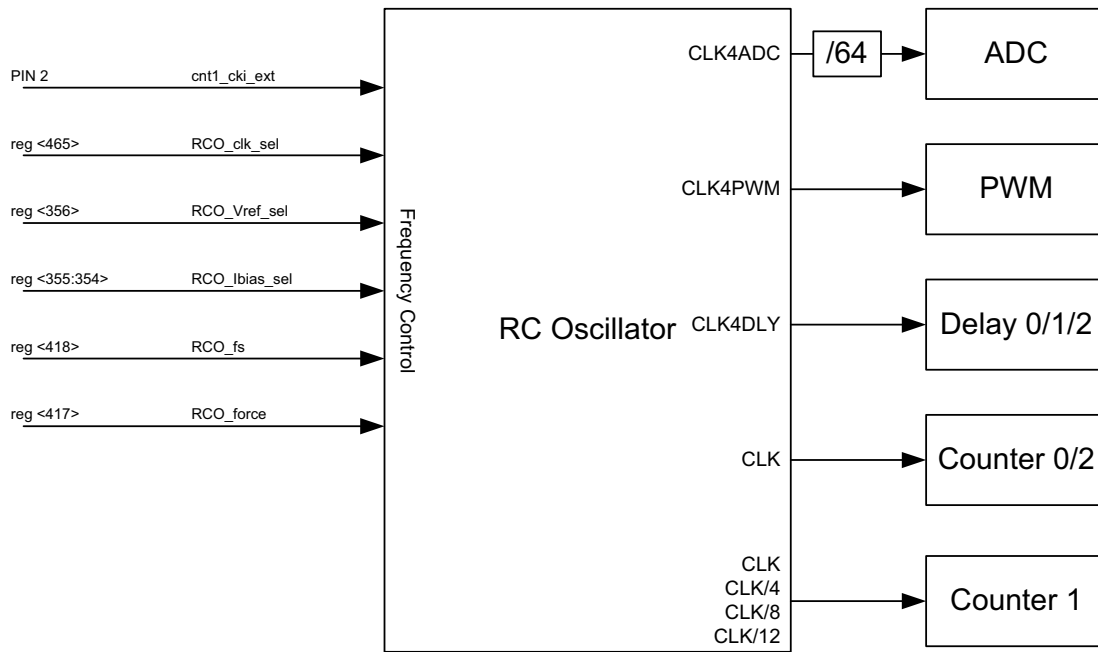 PIN 2 cnt1_cki_ext
reg <465> RCO_clk_sel
reg <356> RCO_Vref_sel
reg <355:354> RCO_Ibias_sel
reg <418> RCO_fs
reg <417> RCO_force
Frequency Control
RC Oscillator
CLK4ADC
/64
ADC
CLK4PWM
PWM
CLK4DLY
Delay 0/1/2
CLK
Counter 0/2
CLK
CLK/4
CLK/8
CLK/12
Counter 1